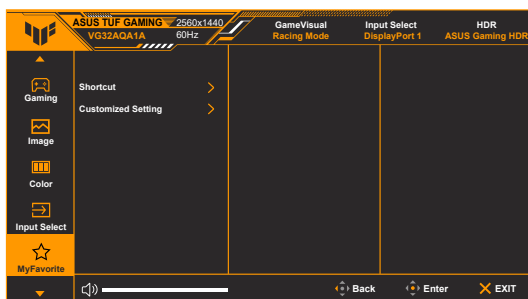 ASUS TUF GAMING
VG32AQA1A
2560x1440
60Hz
GameVisual
Racing Mode
Input Select
DisplayPort 1
HDR
ASUS Gaming HDR
Gaming
Image
Color
Input Select
MyFavorite
Shortcut
Customized Setting
Back
Enter
EXIT